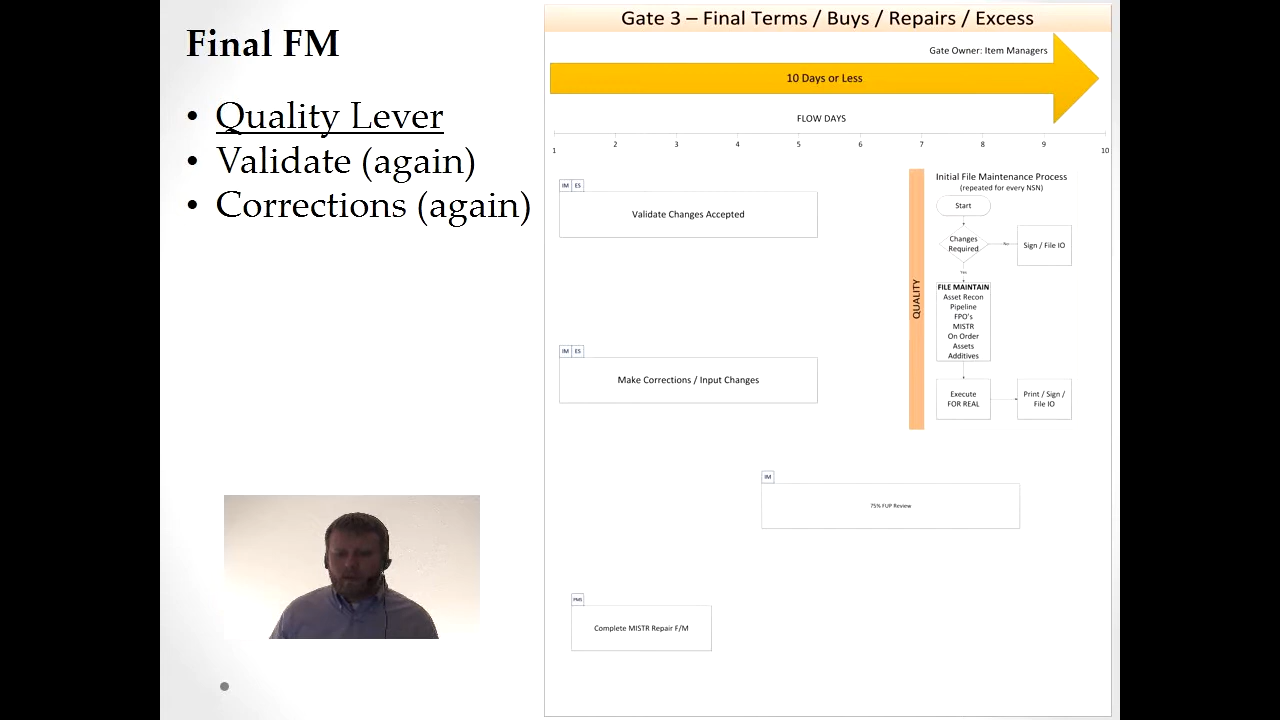 Final FM
• Quality Lever
• Validate (again)
• Corrections (again)
Gate 3 – Final Terms / Buys / Repairs / Excess
Gate Owner: Item Managers
10 Days or Less
FLOW DAYS
1 2 3 4 5 6 7 8 9 10
IM ES
Validate Changes Accepted
IM ES
Make Corrections / Input Changes
IM
75% FUP Review
PMS
Complete MISTR Repair F/M
QUALITY
Initial File Maintenance Process
(repeated for every NSN)
Start
Changes
Required
No
Sign / File IO
Yes
FILE MAINTAIN
Asset Recon
Pipeline
FPO's
MISTR
On Order
Assets
Additives
Execute
FOR REAL
Print / Sign /
File IO